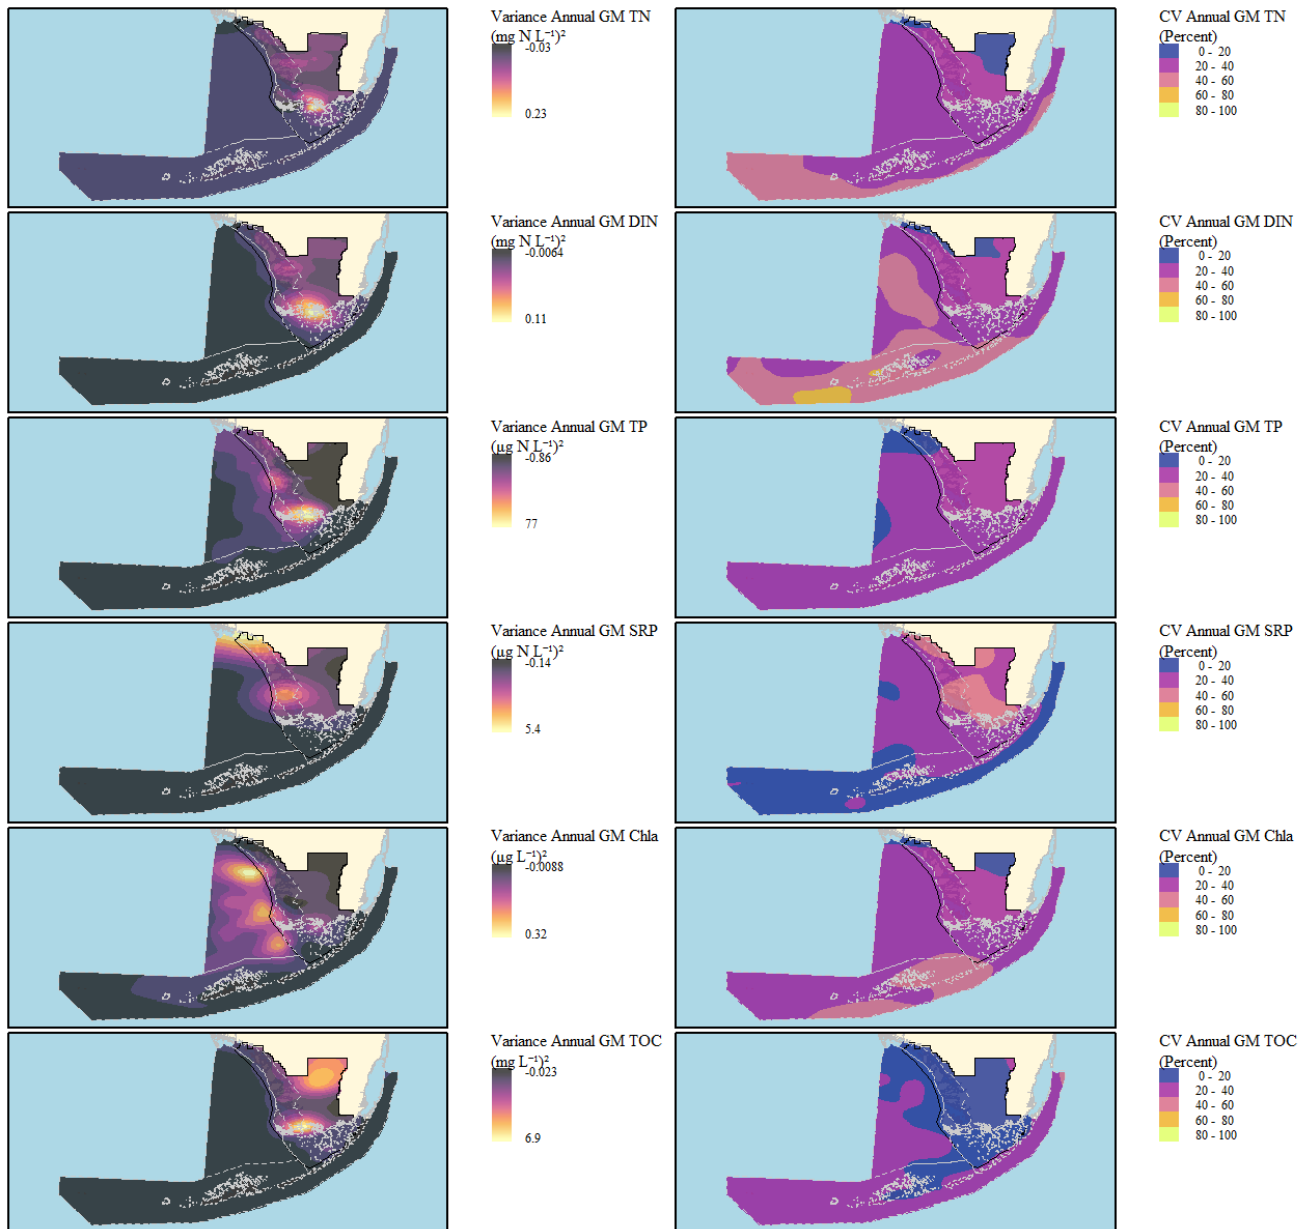 Variance Annual GM TN
(mg N L⁻¹)²
-0.03
0.23
CV Annual GM TN
(Percent)
0 - 20
20 - 40
40 - 60
60 - 80
80 - 100
Variance Annual GM DIN
(mg N L⁻¹)²
-0.0064
0.11
CV Annual GM DIN
(Percent)
0 - 20
20 - 40
40 - 60
60 - 80
80 - 100
Variance Annual GM TP
(µg N L⁻¹)²
-0.86
77
CV Annual GM TP
(Percent)
0 - 20
20 - 40
40 - 60
60 - 80
80 - 100
Variance Annual GM SRP
(µg N L⁻¹)²
-0.14
5.4
CV Annual GM SRP
(Percent)
0 - 20
20 - 40
40 - 60
60 - 80
80 - 100
Variance Annual GM Chla
(µg L⁻¹)²
-0.0088
0.32
CV Annual GM Chla
(Percent)
0 - 20
20 - 40
40 - 60
60 - 80
80 - 100
Variance Annual GM TOC
(mg L⁻¹)²
-0.023
6.9
CV Annual GM TOC
(Percent)
0 - 20
20 - 40
40 - 60
60 - 80
80 - 100